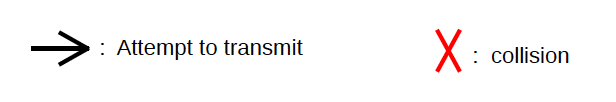 : Attempt to transmit
: collision